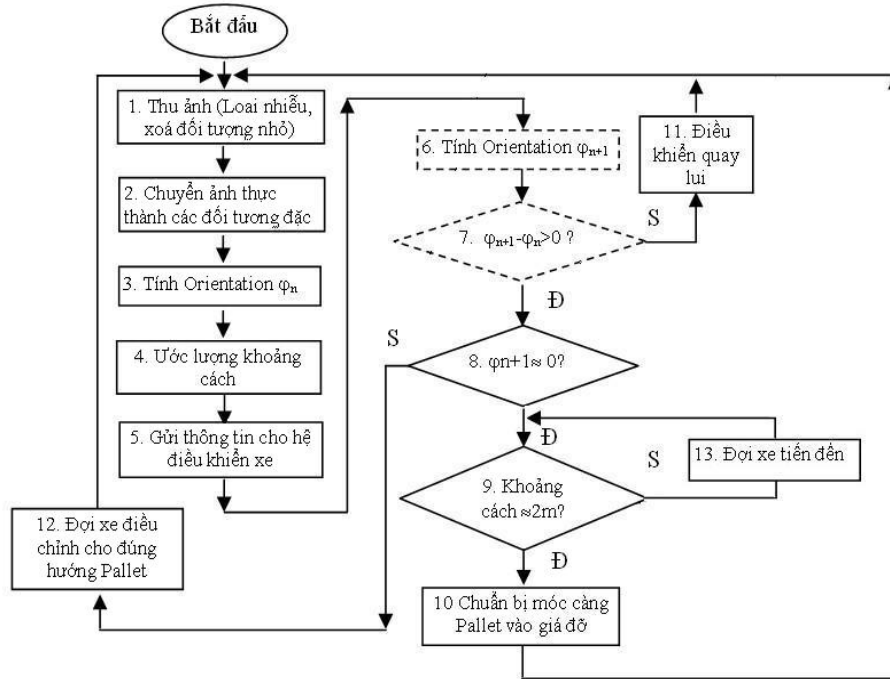 Bắt đấu
1. Thu ảnh (Loai nhiễu,
xoá đối tượng nhỏ)
2. Chuyển ảnh thực
thành các đối tương đặc
3. Tính Orientation φn
4. Ước lượng khoảng
cách
5. Gửi thông tin cho hệ
điều khiển xe
6. Tính Orientation φn+1
7. φn+1-φn>0 ?
S
Đ
11. Điều
khiển quay
lui
8. φn+1≈ 0?
S
Đ
9. Khoảng
cách ≈2m?
S
Đ
13. Đợi xe tiến đến
10 Chuẩn bị móc càng
Pallet vào giá đỡ
12. Đợi xe điều
chỉnh cho đúng
hướng Pallet